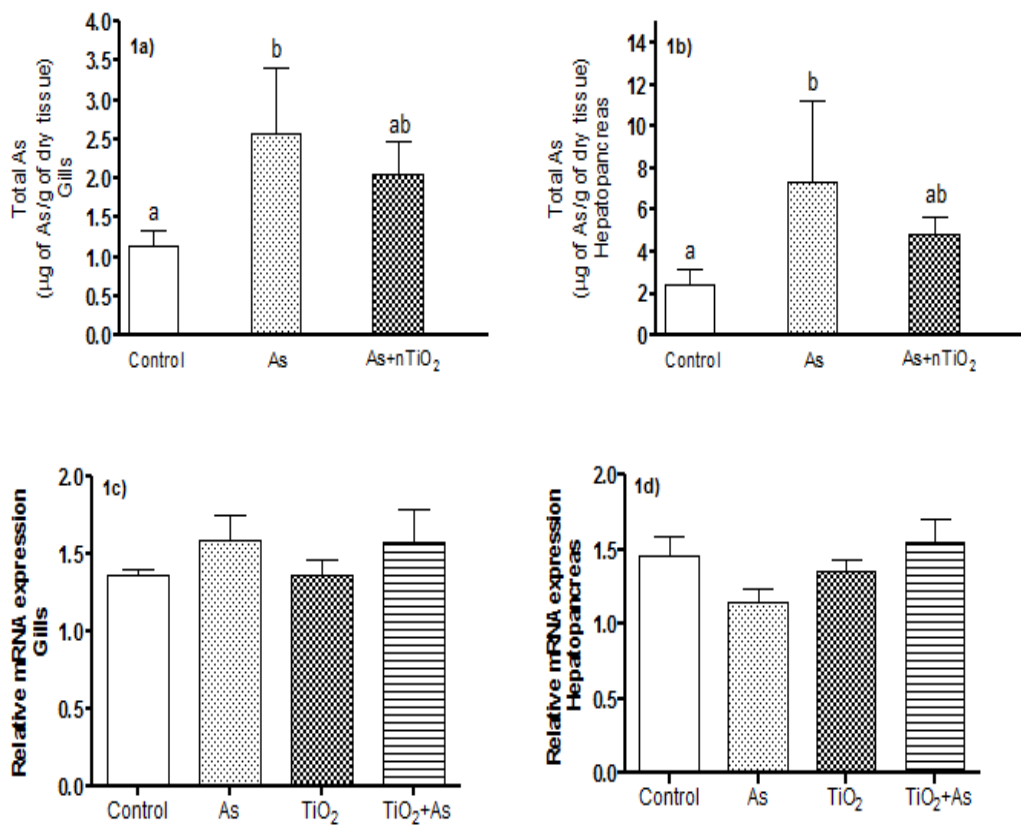 1a)
Total As
(µg of As/g of dry tissue)
Gills
4.0
3.5
3.0
2.5
2.0
1.5
1.0
0.5
0.0
a
b
ab
Control As As+nTiO₂
1b)
Total As
(µg of As/g of dry tissue)
Hepatopancreas
14
12
10
8
6
4
2
0
a
b
ab
Control As As+nTiO₂
1c)
Relative mRNA expression
Gills
2.0
1.5
1.0
0.5
0.0
Control As TiO₂ TiO₂+As
1d)
Relative mRNA expression
Hepatopancreas
2.0
1.5
1.0
0.5
0.0
Control As TiO₂ TiO₂+As